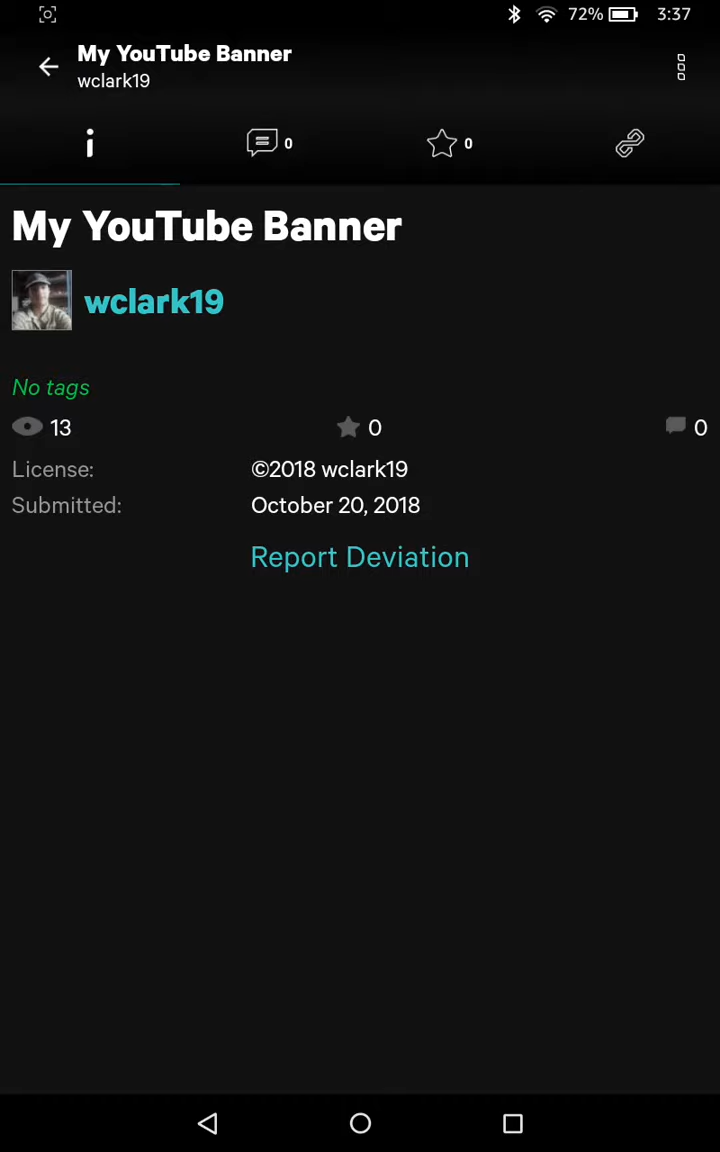 72% 3:37
My YouTube Banner
wclark19
0 0
My YouTube Banner
wclark19
No tags
13 0 0
License: ©2018 wclark19
Submitted: October 20, 2018
Report Deviation